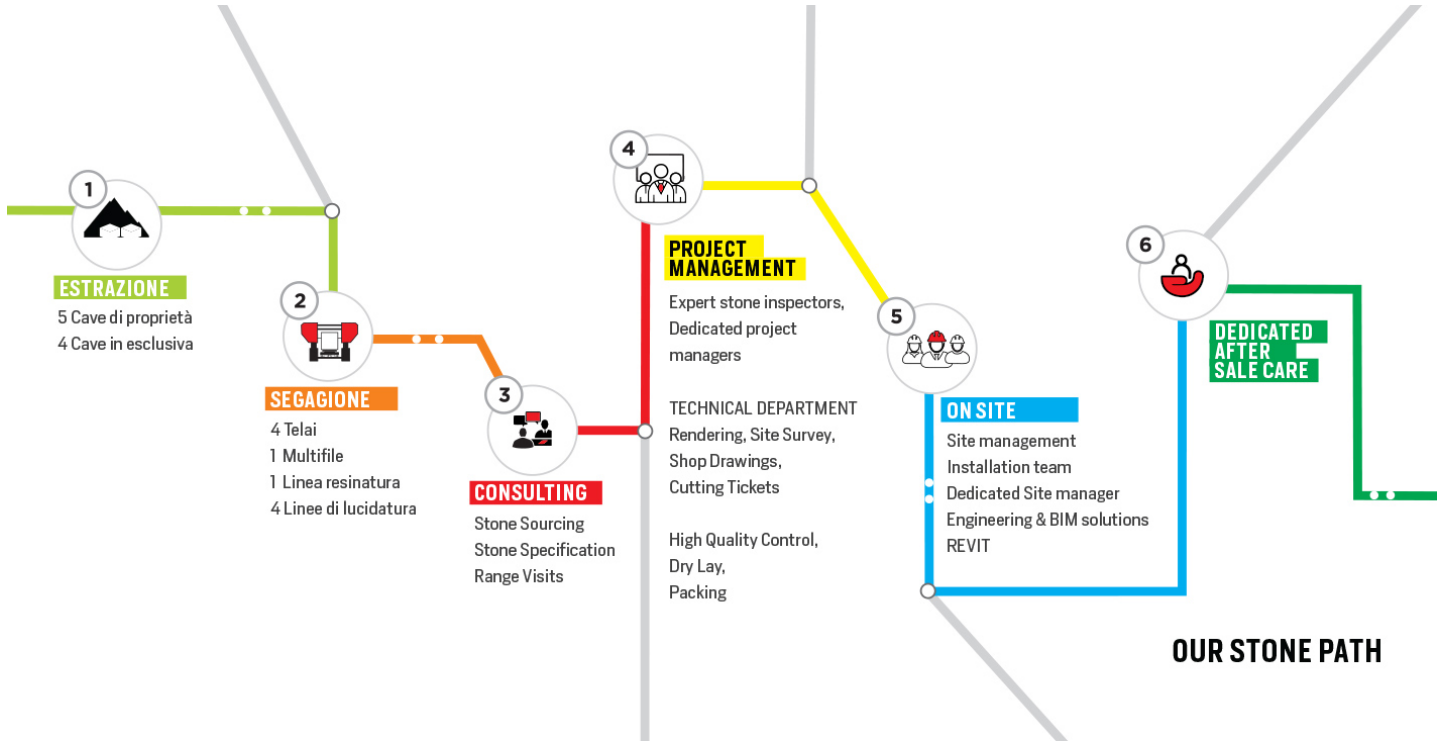 1
ESTRAZIONE
5 Cave di proprietà
4 Cave in esclusiva
2
SEGAGIONE
4 Telai
1 Multifile
1 Linea resinatura
4 Linee di lucidatura
3
CONSULTING
Stone Sourcing
Stone Specification
Range Visits
4
PROJECT
MANAGEMENT
Expert stone inspectors,
Dedicated project
managers
TECHNICAL DEPARTMENT
Rendering, Site Survey,
Shop Drawings,
Cutting Tickets
High Quality Control,
Dry Lay,
Packing
5
ON SITE
Site management
Installation team
Dedicated Site manager
Engineering & BIM solutions
REVIT
6
DEDICATED
AFTER
SALE CARE
OUR STONE PATH